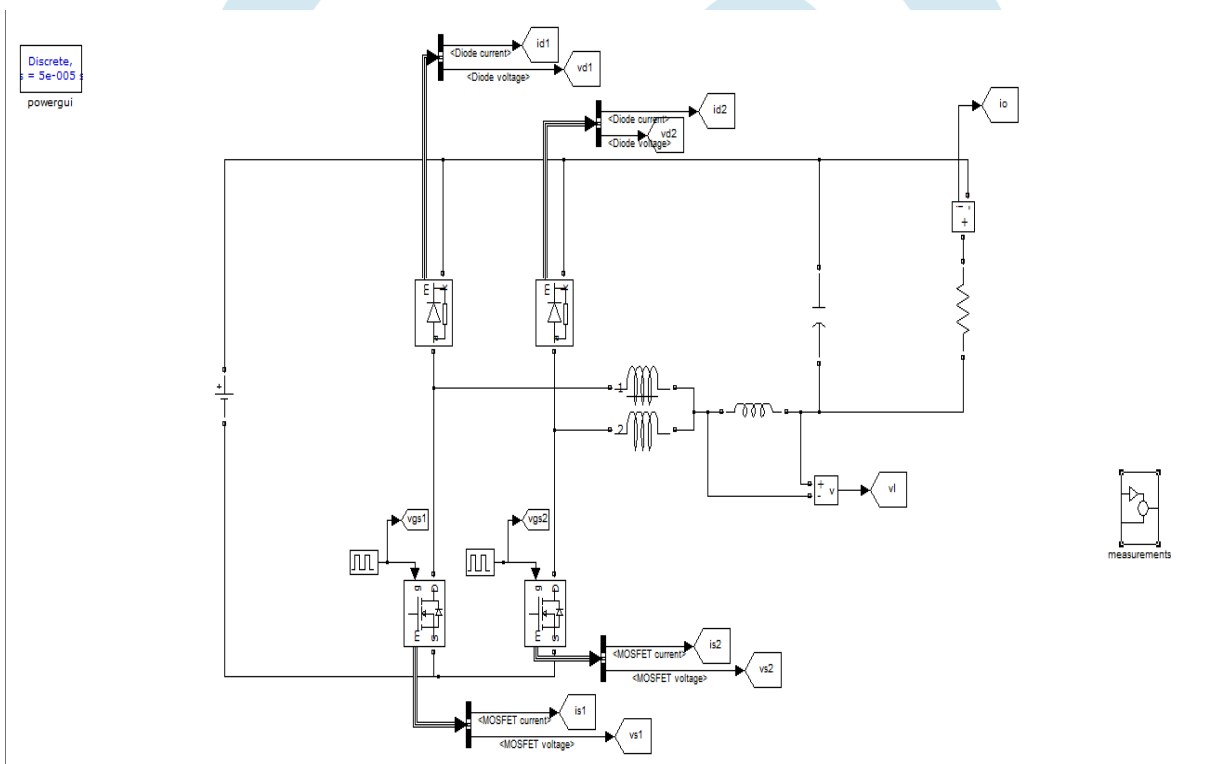 Discrete,
s = 5e-005 s
powergui
<Diode current>
id1
<Diode voltage>
vd1
<Diode current>
id2
<Diode voltage>
vd2
io
+
m
m
+
1
2
+
-
v
vl
vgs1
vgs2
g
D
g
D
m
S
m
S
measurements
<MOSFET current>
is2
<MOSFET voltage>
vs2
<MOSFET current>
is1
<MOSFET voltage>
vs1